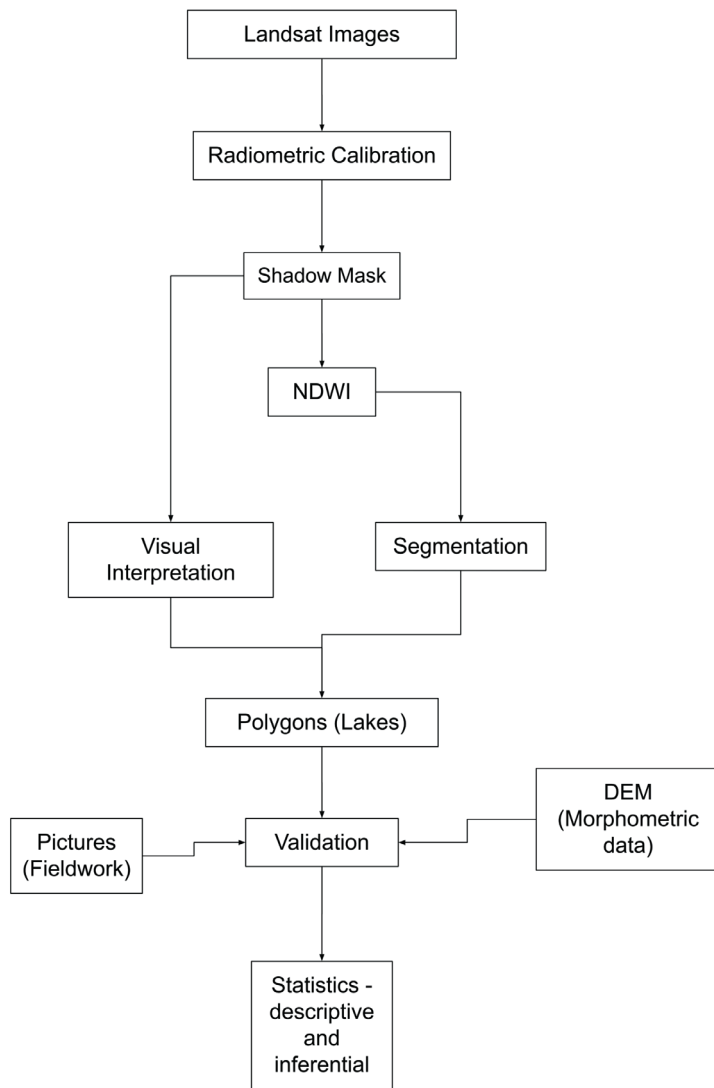 Landsat Images
Radiometric Calibration
Shadow Mask
NDWI
Visual
Interpretation
Segmentation
Polygons (Lakes)
Pictures
(Fieldwork)
Validation
DEM
(Morphometric
data)
Statistics -
descriptive
and
inferential